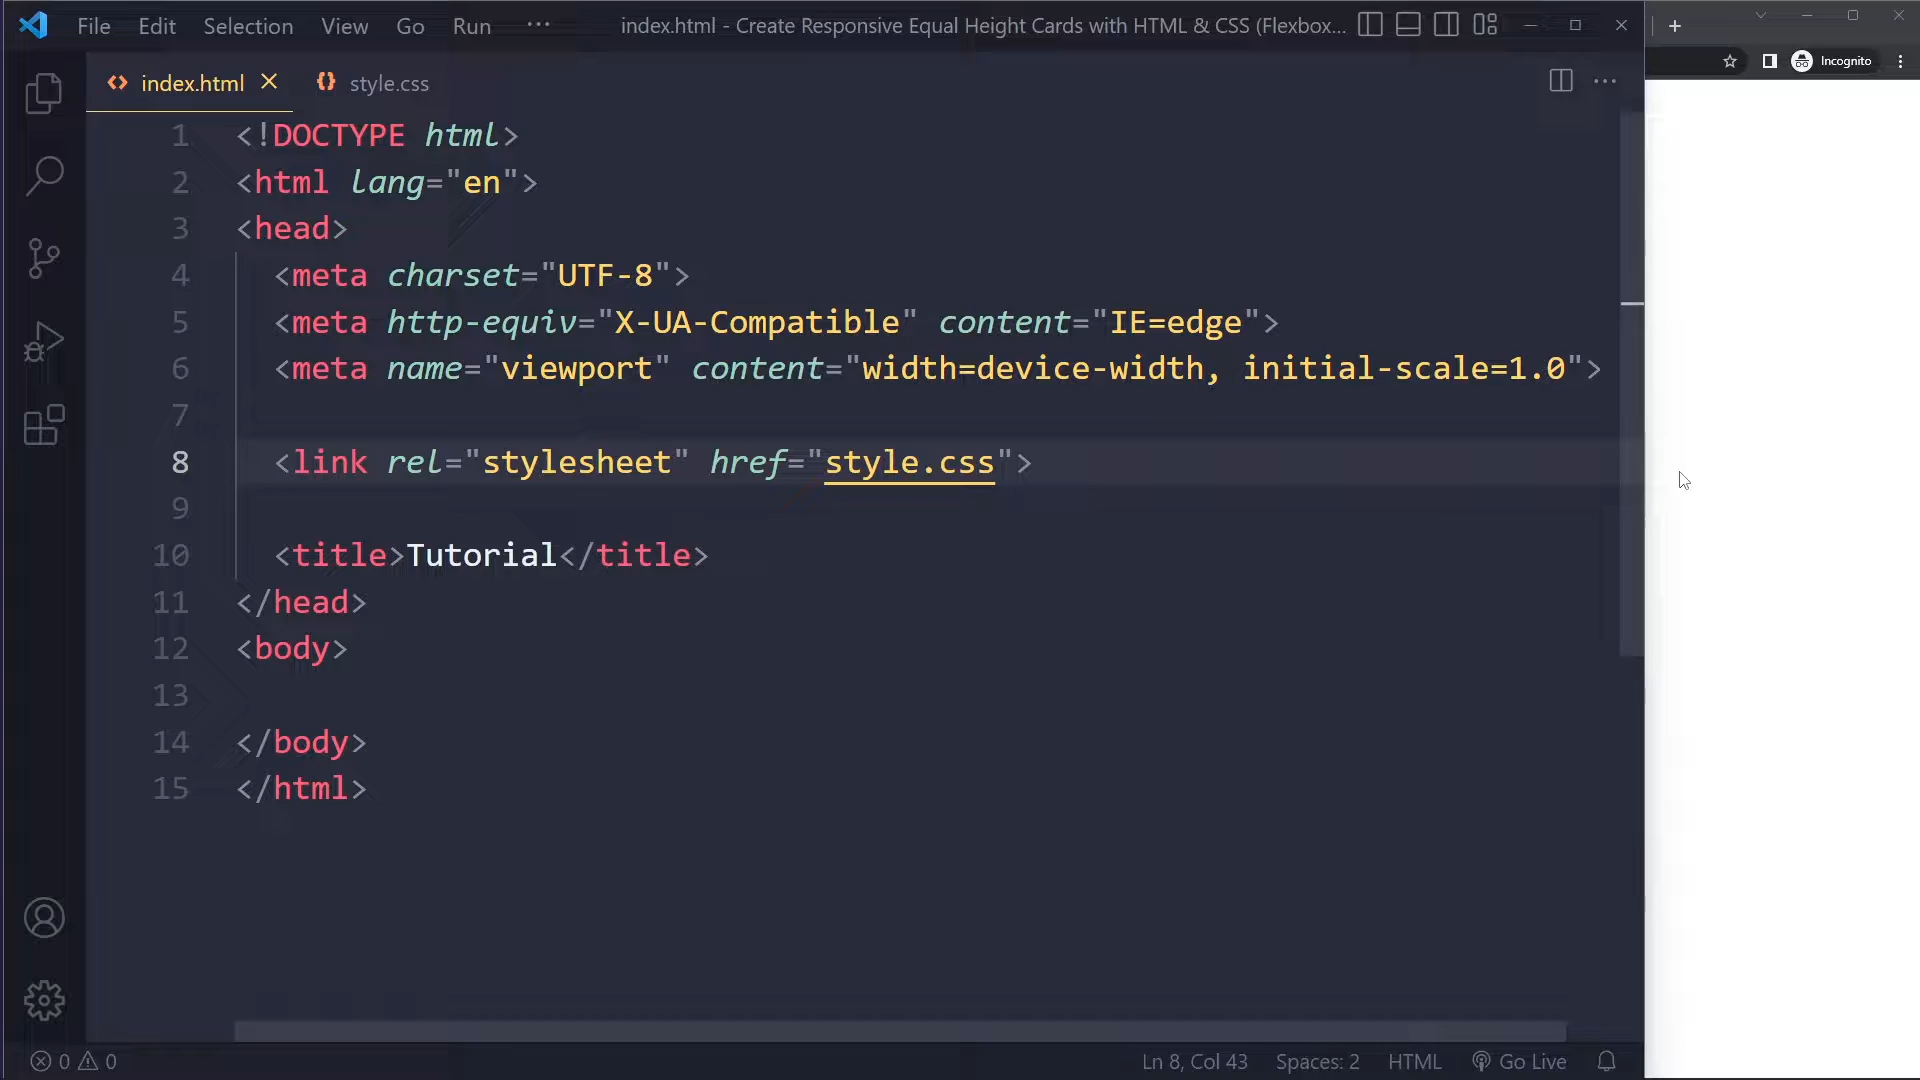 File Edit Selection View Go Run ··· index.html - Create Responsive Equal Height Cards with HTML & CSS (Flexbox...
Incognito
index.html style.css
1 <!DOCTYPE html>
2 <html lang="en">
3 <head>
4 <meta charset="UTF-8">
5 <meta http-equiv="X-UA-Compatible" content="IE=edge">
6 <meta name="viewport" content="width=device-width, initial-scale=1.0">
7
8 <link rel="stylesheet" href="style.css">
9
10 <title>Tutorial</title>
11 </head>
12 <body>
13
14 </body>
15 </html>
0 0 Ln 8, Col 43 Spaces: 2 HTML Go Live